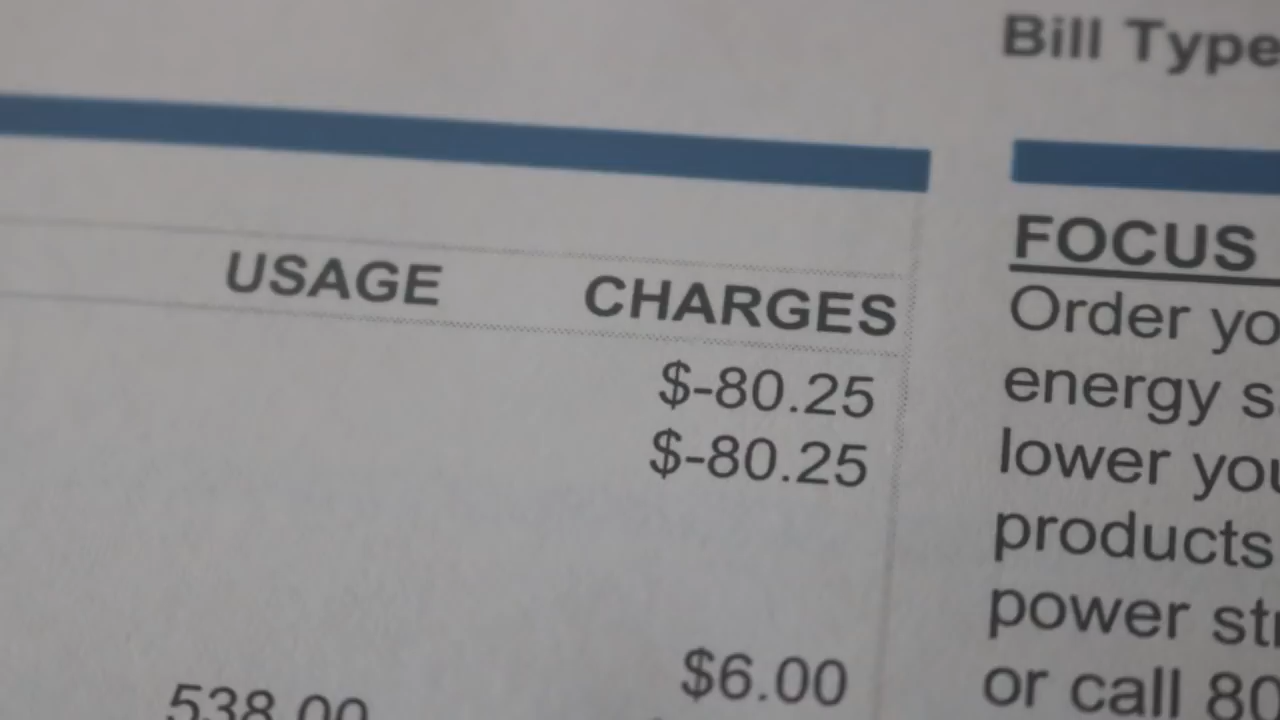 Bill Type
USAGE CHARGES
$-80.25
$-80.25
$6.00
538.00
FOCUS
Order yo
energy s
lower you
products
power str
or call 80